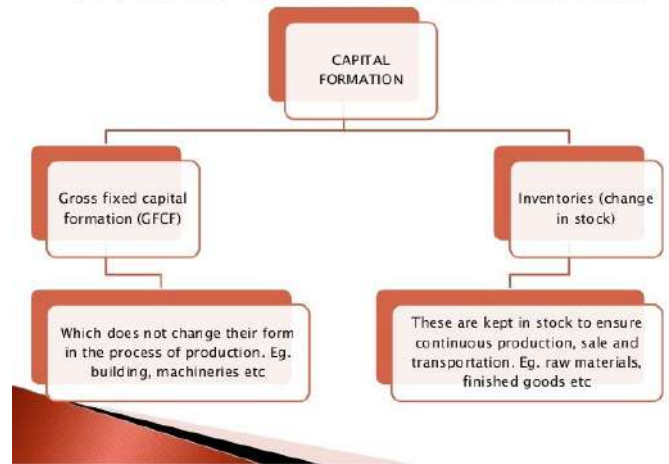 CAPITAL
FORMATION
Gross fixed capital
formation (GFCF)
Inventories (change
in stock)
Which does not change their form
in the process of production. Eg.
building, machineries etc
These are kept in stock to ensure
continuous production, sale and
transportation. Eg. raw materials,
finished goods etc